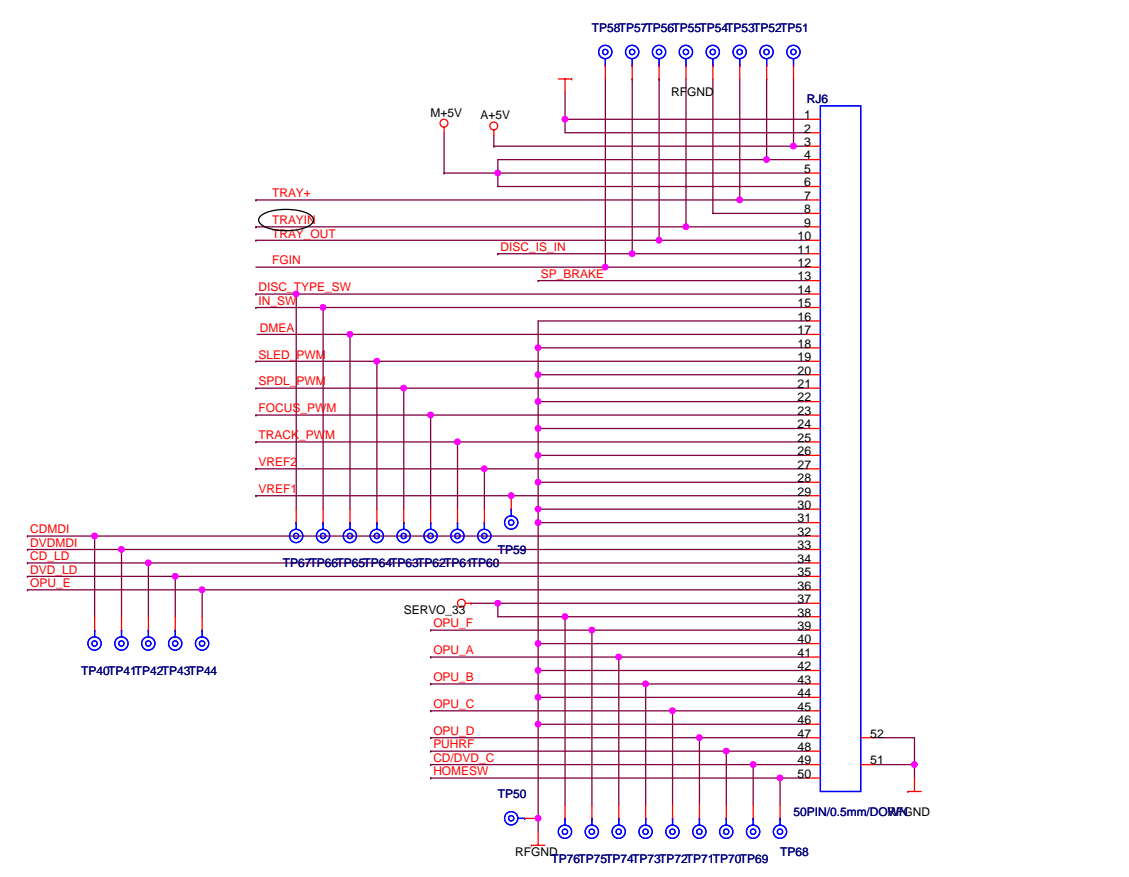 TP58TP57TP56TP55TP54TP53TP52TP51
RFGND
RJ6
M+5V
A+5V
1
2
3
4
5
6
TRAY+ 7
8
TRAYIN 9
TRAY_OUT 10
DISC_IS_IN 11
FGIN 12
SP_BRAKE 13
DISC_TYPE_SW 14
IN_SW 15
16
DMEA 17
18
SLED_PWM 19
20
SPDL_PWM 21
22
FOCUS_PWM 23
24
TRACK_PWM 25
26
VREF2 27
28
VREF1 29
30
31
CDMDI 32
DVDMDI 33
TP59
CD_LD 34
TP67TP66TP65TP64TP63TP62TP61TP60
DVD_LD 35
OPU_E 36
37
SERVO_33 38
OPU_F 39
40
OPU_A 41
TP40TP41TP42TP43TP44
42
OPU_B 43
44
OPU_C 45
46
OPU_D 47 52
PUHRF 48
CD/DVD_C 49 51
HOMESW 50
TP50
50PIN/0.5mm/DOWN RFGND
RFGND
TP76TP75TP74TP73TP72TP71TP70TP69 TP68